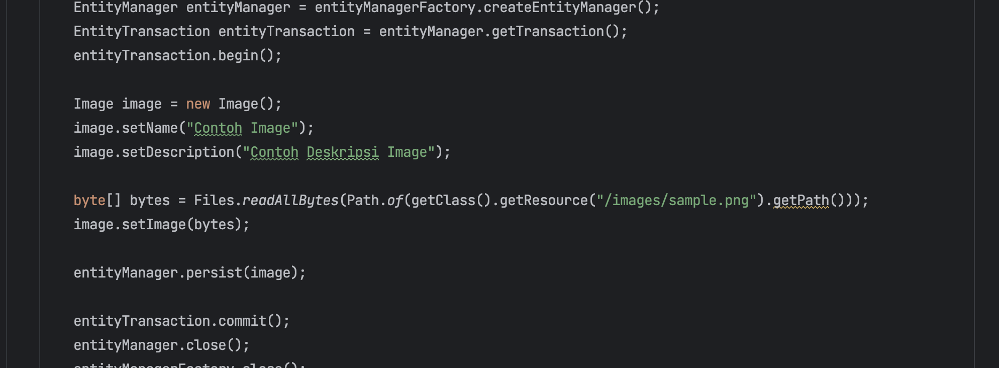 EntityManager entityManager = entityManagerFactory.createEntityManager();
EntityTransaction entityTransaction = entityManager.getTransaction();
entityTransaction.begin();
Image image = new Image();
image.setName("Contoh Image");
image.setDescription("Contoh Deskripsi Image");
byte[] bytes = Files.readAllBytes(Path.of(getClass().getResource("/images/sample.png").getPath()));
image.setImage(bytes);
entityManager.persist(image);
entityTransaction.commit();
entityManager.close();
entityManagerFactory.close();